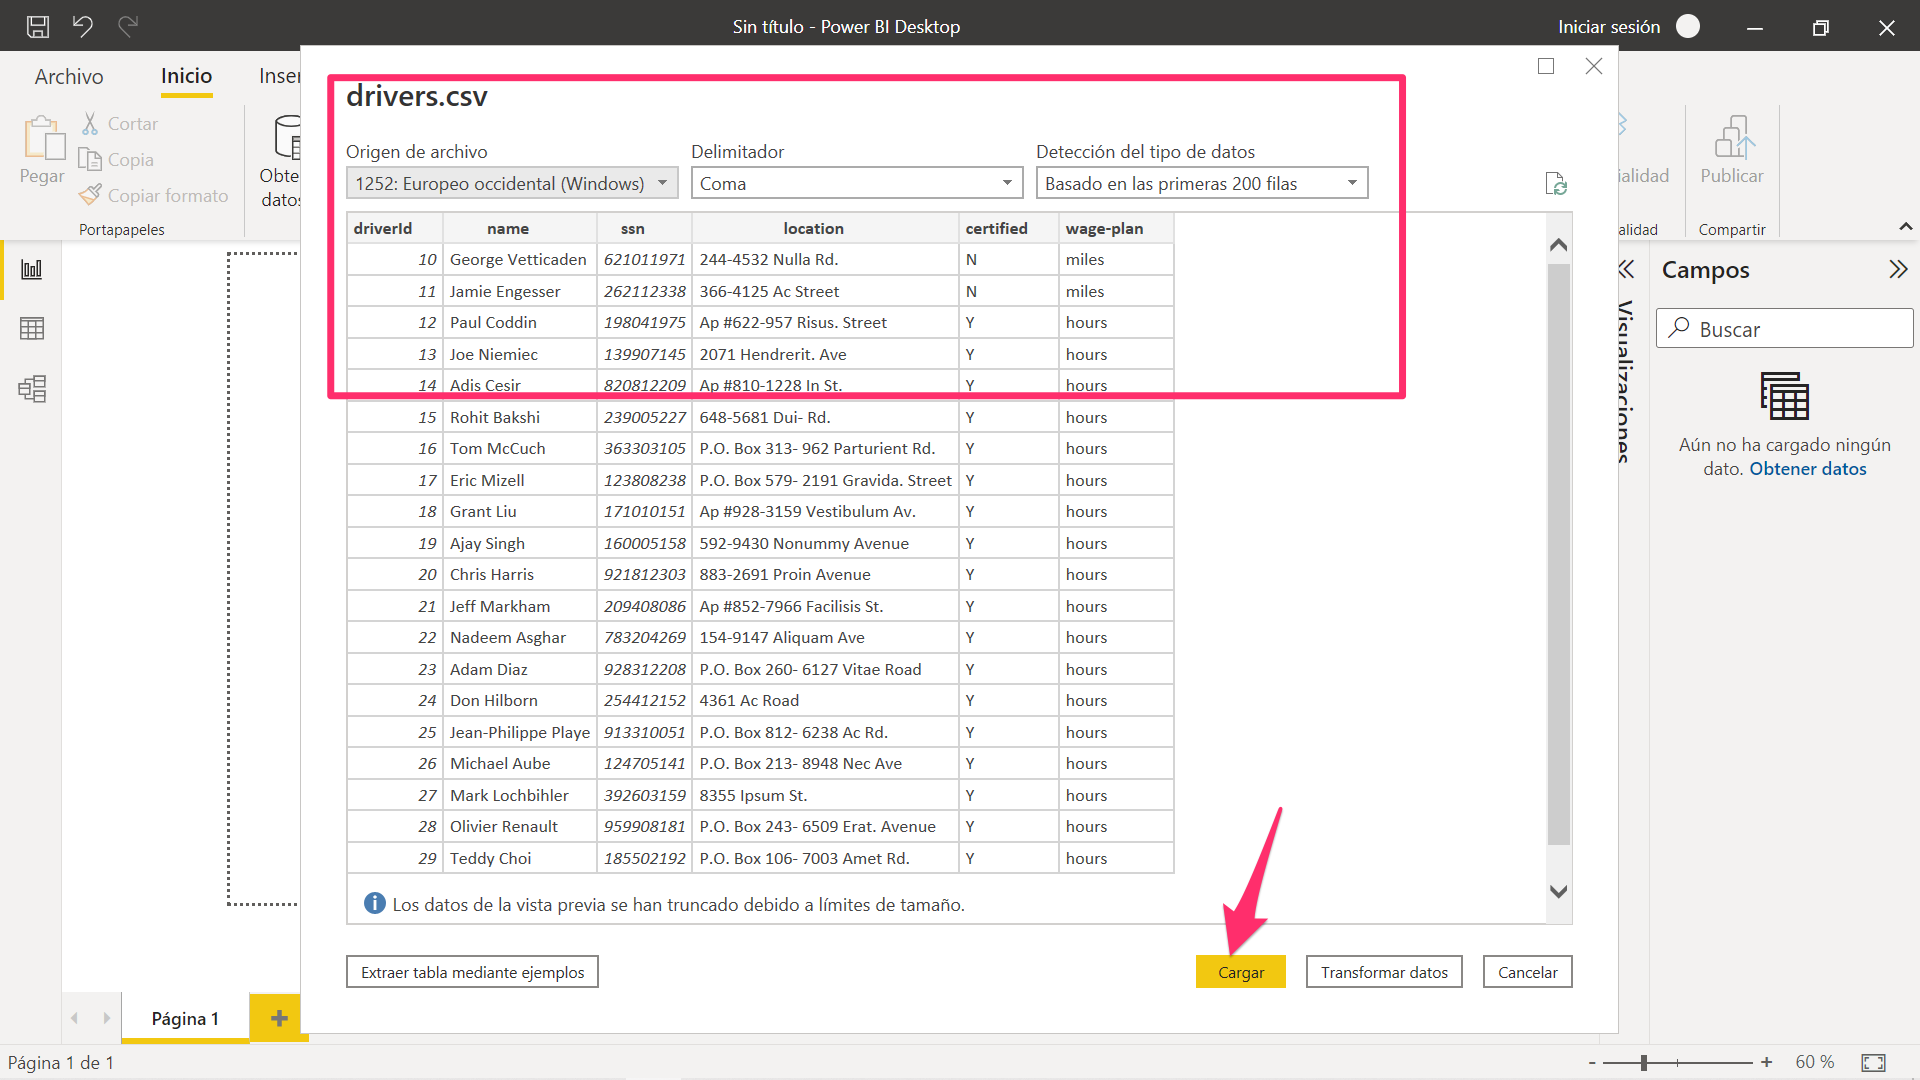 Sin título - Power BI Desktop
Iniciar sesión
Archivo
Inicio
Inser
Pegar
Cortar
Copia
Copiar formato
Portapapeles
Obte
datos
ialidad
alidad
Publicar
Compartir
drivers.csv
Origen de archivo
Delimitador
Detección del tipo de datos
1252: Europeo occidental (Windows)
Coma
Basado en las primeras 200 filas
driverId name ssn location certified wage-plan
10 George Vetticaden 621011971 244-4532 Nulla Rd. N miles
11 Jamie Engesser 262112338 366-4125 Ac Street N miles
12 Paul Coddin 198041975 Ap #622-957 Risus. Street Y hours
13 Joe Niemiec 139907145 2071 Hendrerit. Ave Y hours
14 Adis Cesir 820812209 Ap #810-1228 In St. Y hours
15 Rohit Bakshi 239005227 648-5681 Dui- Rd. Y hours
16 Tom McCuch 363303105 P.O. Box 313- 962 Parturient Rd. Y hours
17 Eric Mizell 123808238 P.O. Box 579- 2191 Gravida. Street Y hours
18 Grant Liu 171010151 Ap #928-3159 Vestibulum Av. Y hours
19 Ajay Singh 160005158 592-9430 Nonummy Avenue Y hours
20 Chris Harris 921812303 883-2691 Proin Avenue Y hours
21 Jeff Markham 209408086 Ap #852-7966 Facilisis St. Y hours
22 Nadeem Asghar 783204269 154-9147 Aliquam Ave Y hours
23 Adam Diaz 928312208 P.O. Box 260- 6127 Vitae Road Y hours
24 Don Hilborn 254412152 4361 Ac Road Y hours
25 Jean-Philippe Playe 913310051 P.O. Box 812- 6238 Ac Rd. Y hours
26 Michael Aube 124705141 P.O. Box 213- 8948 Nec Ave Y hours
27 Mark Lochbihler 392603159 8355 Ipsum St. Y hours
28 Olivier Renault 959908181 P.O. Box 243- 6509 Erat. Avenue Y hours
29 Teddy Choi 185502192 P.O. Box 106- 7003 Amet Rd. Y hours
Los datos de la vista previa se han truncado debido a límites de tamaño.
Extraer tabla mediante ejemplos
Cargar
Transformar datos
Cancelar
Visualizaciones
Campos
Buscar
Aún no ha cargado ningún
dato. Obtener datos
Página 1
Página 1 de 1
60 %